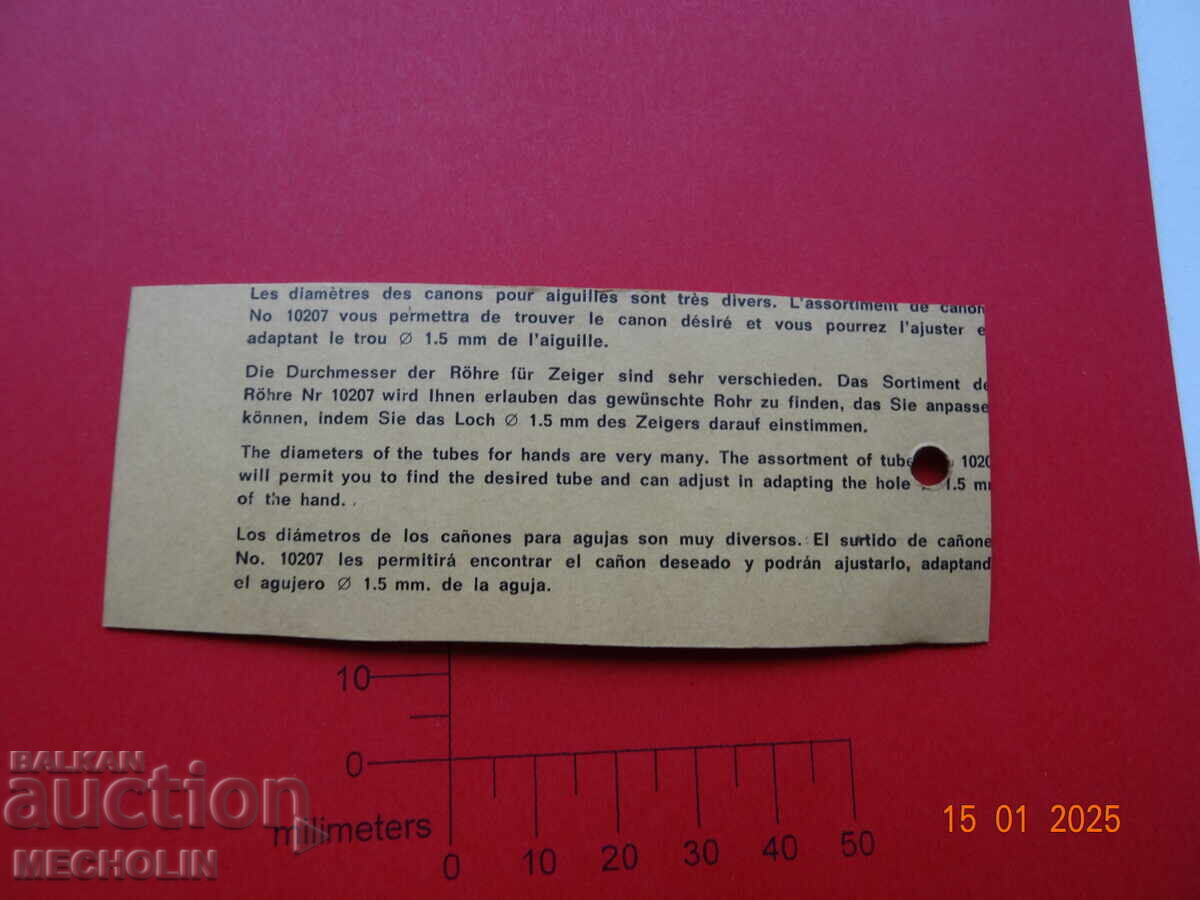 Les diamètres des canons pour aiguilles sont très divers. L'assortiment de canon
No 10207 vous permettra de trouver le canon désiré et vous pourrez l'ajuster e
adaptant le trou ∅ 1.5 mm de l'aiguille.
Die Durchmesser der Röhre für Zeiger sind sehr verschieden. Das Sortiment de
Röhre Nr 10207 wird Ihnen erlauben das gewünschte Rohr zu finden, das Sie anpasse
können, indem Sie das Loch ∅ 1.5 mm des Zeigers darauf einstimmen.
The diameters of the tubes for hands are very many. The assortment of tube 1020
will permit you to find the desired tube and can adjust in adapting the hole ∅ 1.5 m
of the hand.
Los diámetros de los cañones para agujas son muy diversos. El surtido de cañone
No. 10207 les permitirá encontrar el cañon deseado y podrán ajustarlo, adaptand
el agujero ∅ 1.5 mm. de la aguja.
10
0
millimeters
0 10 20 30 40 50
15 01 2025
BALKAN
auction
MECHOLIN